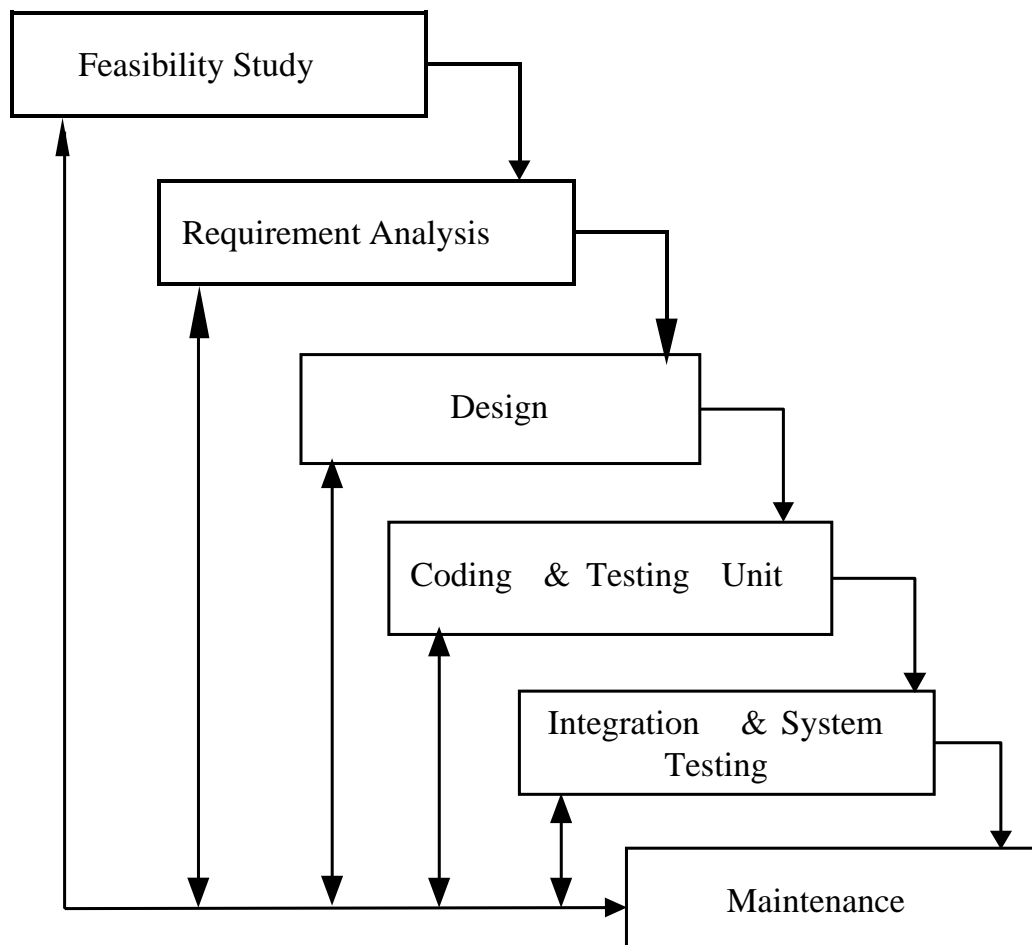 Feasibility Study
Requirement Analysis
Design
Coding & Testing Unit
Integration & System
Testing
Maintenance